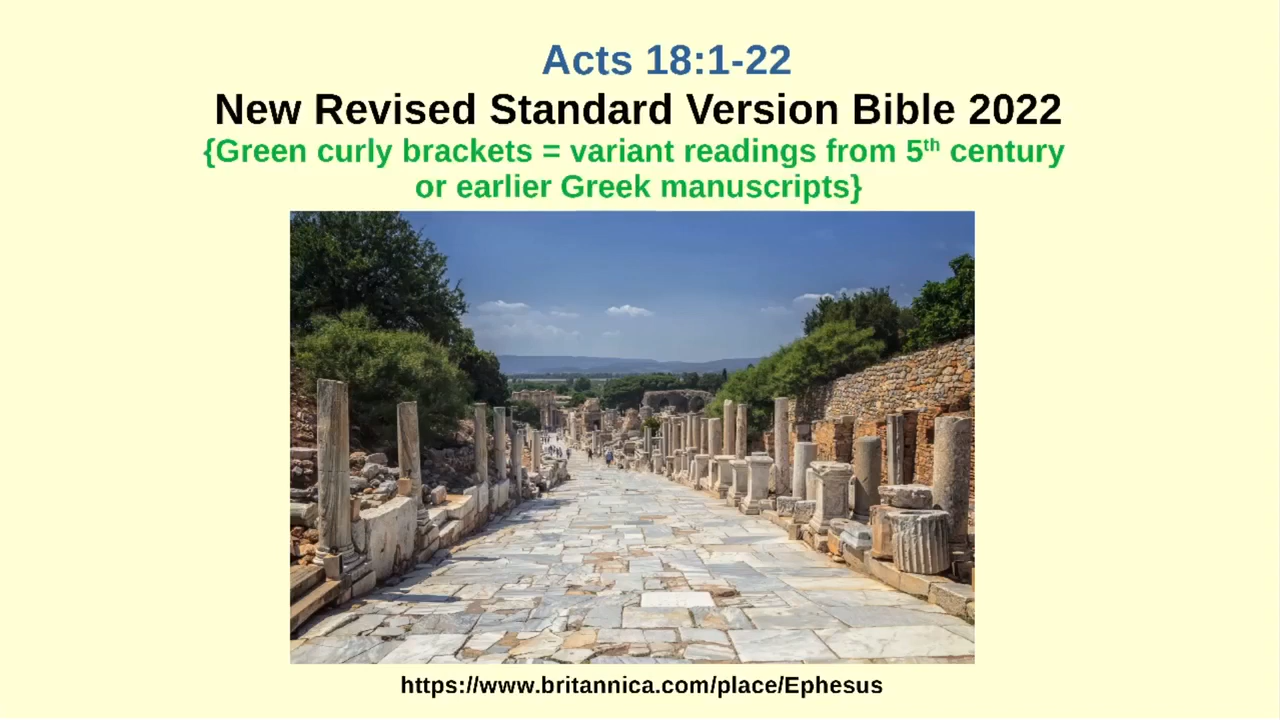 Acts 18:1-22
New Revised Standard Version Bible 2022
{Green curly brackets = variant readings from 5th century
or earlier Greek manuscripts}
https://www.britannica.com/place/Ephesus